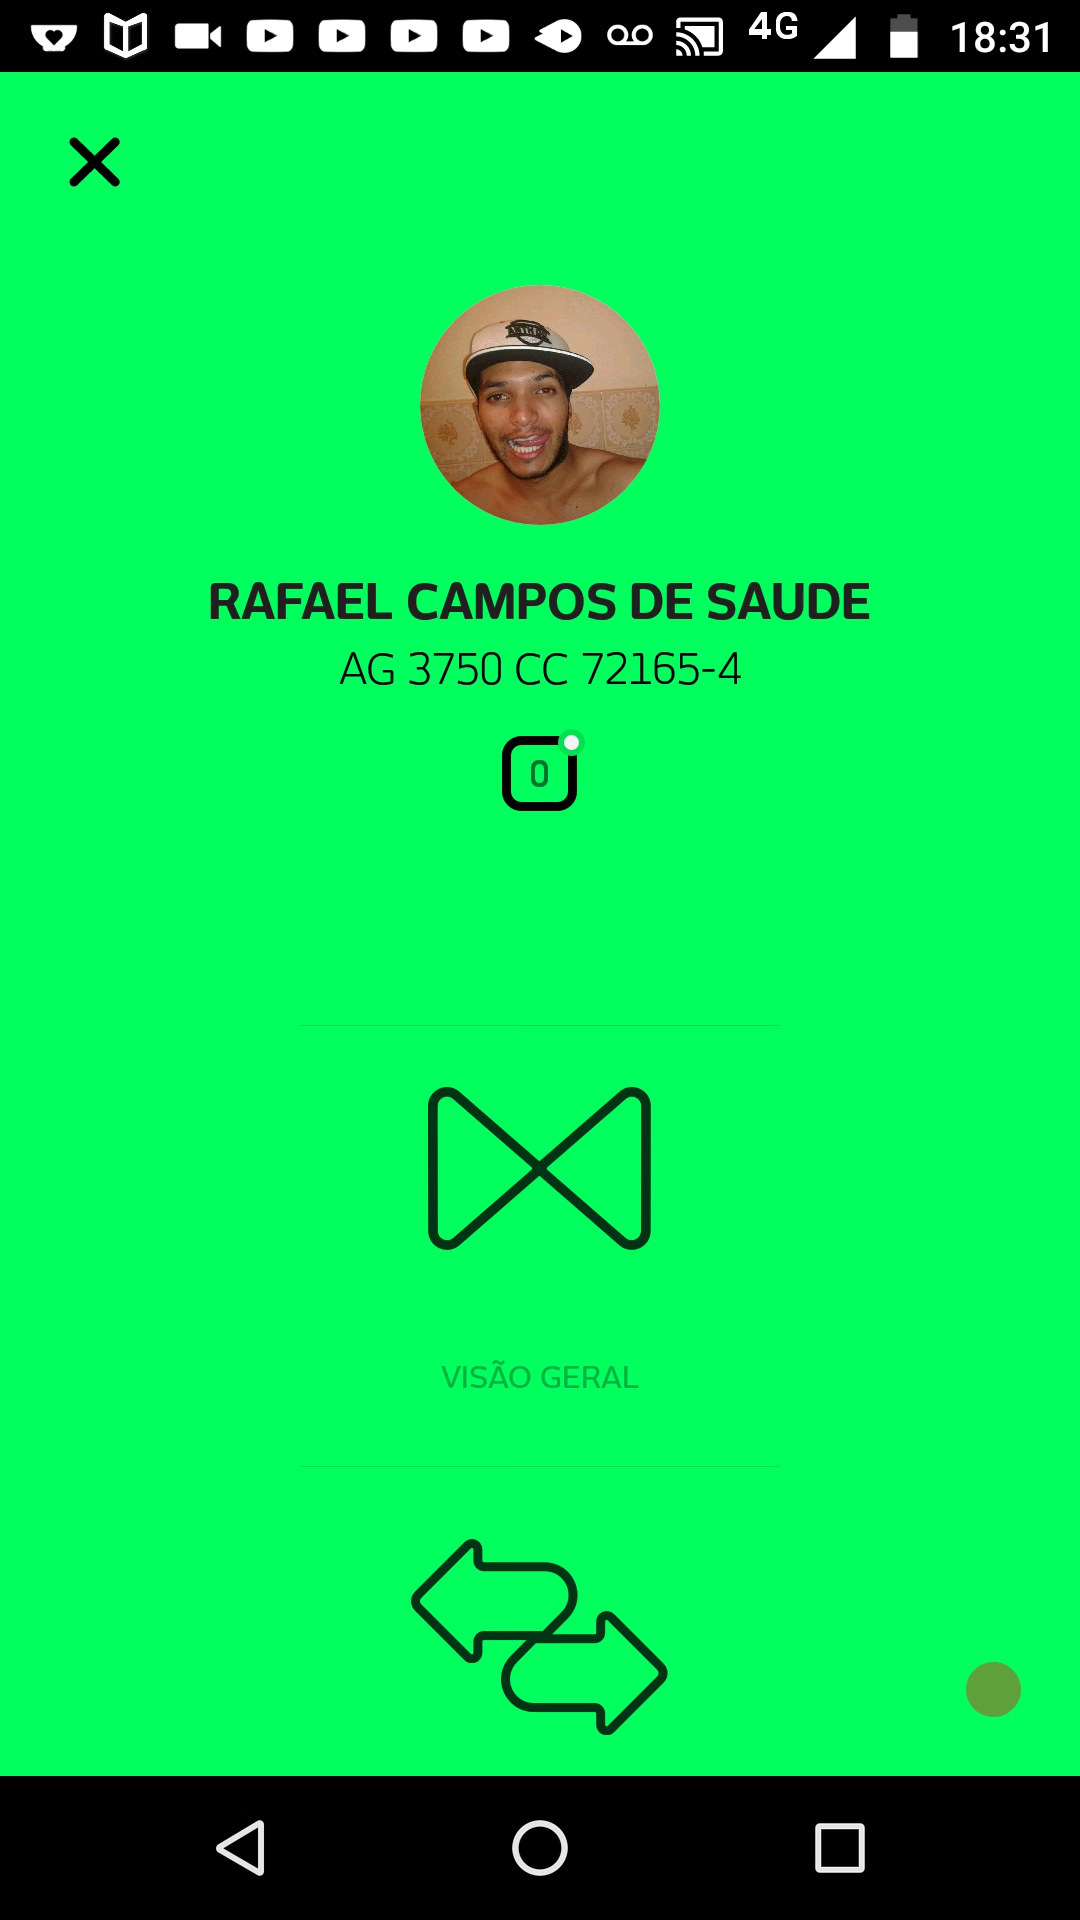 4G 18:31
RAFAEL CAMPOS DE SAUDE
AG 3750 CC 72165-4
0
VISÃO GERAL